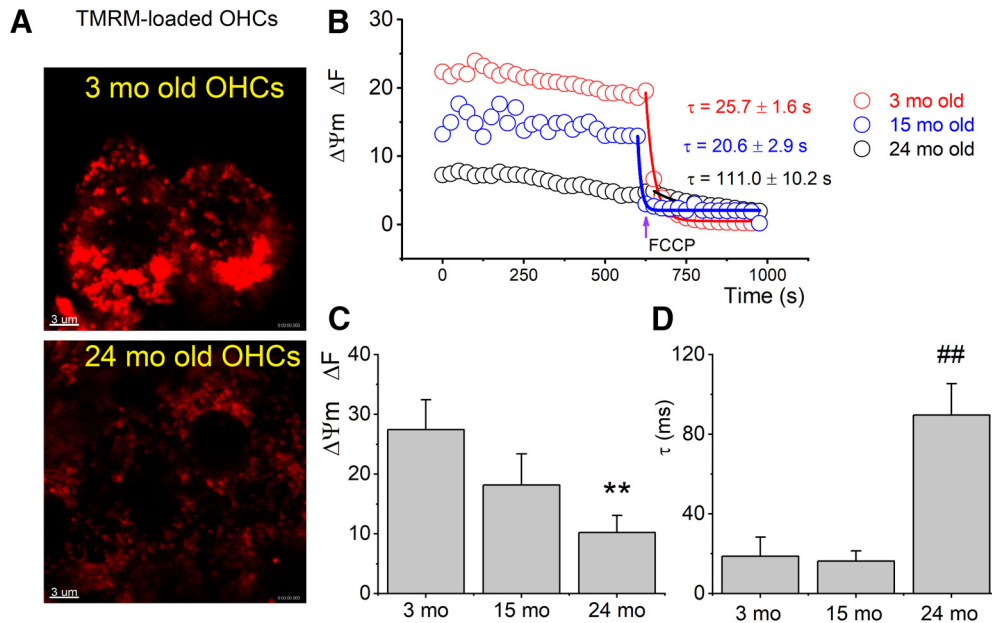 A
TMRM-loaded OHCs
3 mo old OHCs
3 um
24 mo old OHCs
3 um
B
ΔΨm ΔF
30
20
10
0
τ = 25.7 ± 1.6 s
τ = 20.6 ± 2.9 s
τ = 111.0 ± 10.2 s
3 mo old
15 mo old
24 mo old
FCCP
0 250 500 750 1000
Time (s)
C
ΔΨm ΔF
40
30
20
10
0
**
3 mo 15 mo 24 mo
D
τ (ms)
120
80
40
0
##
3 mo 15 mo 24 mo